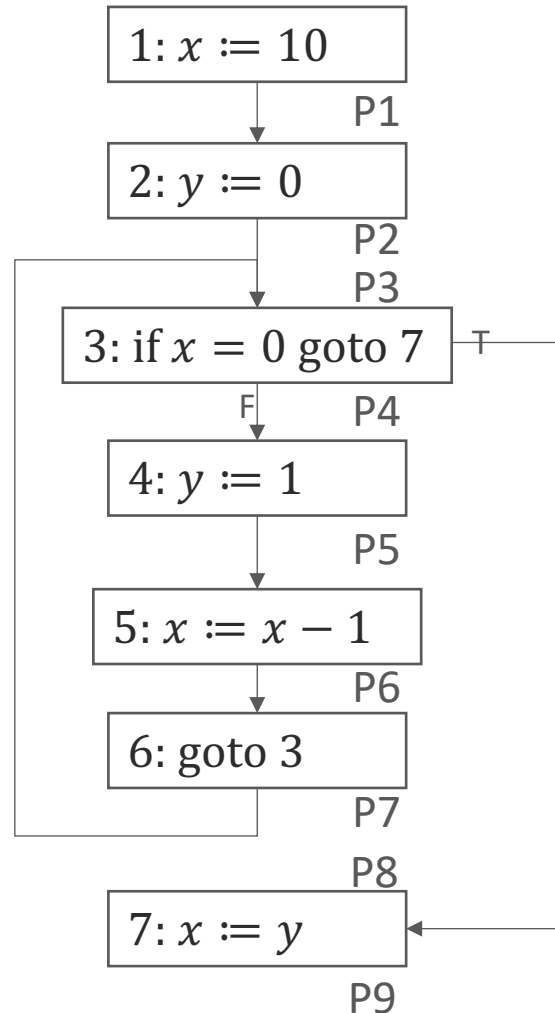 1: x := 10
P1
2: y := 0
P2
P3
3: if x = 0 goto 7
T
F
P4
4: y := 1
P5
5: x := x − 1
P6
6: goto 3
P7
P8
7: x := y
P9